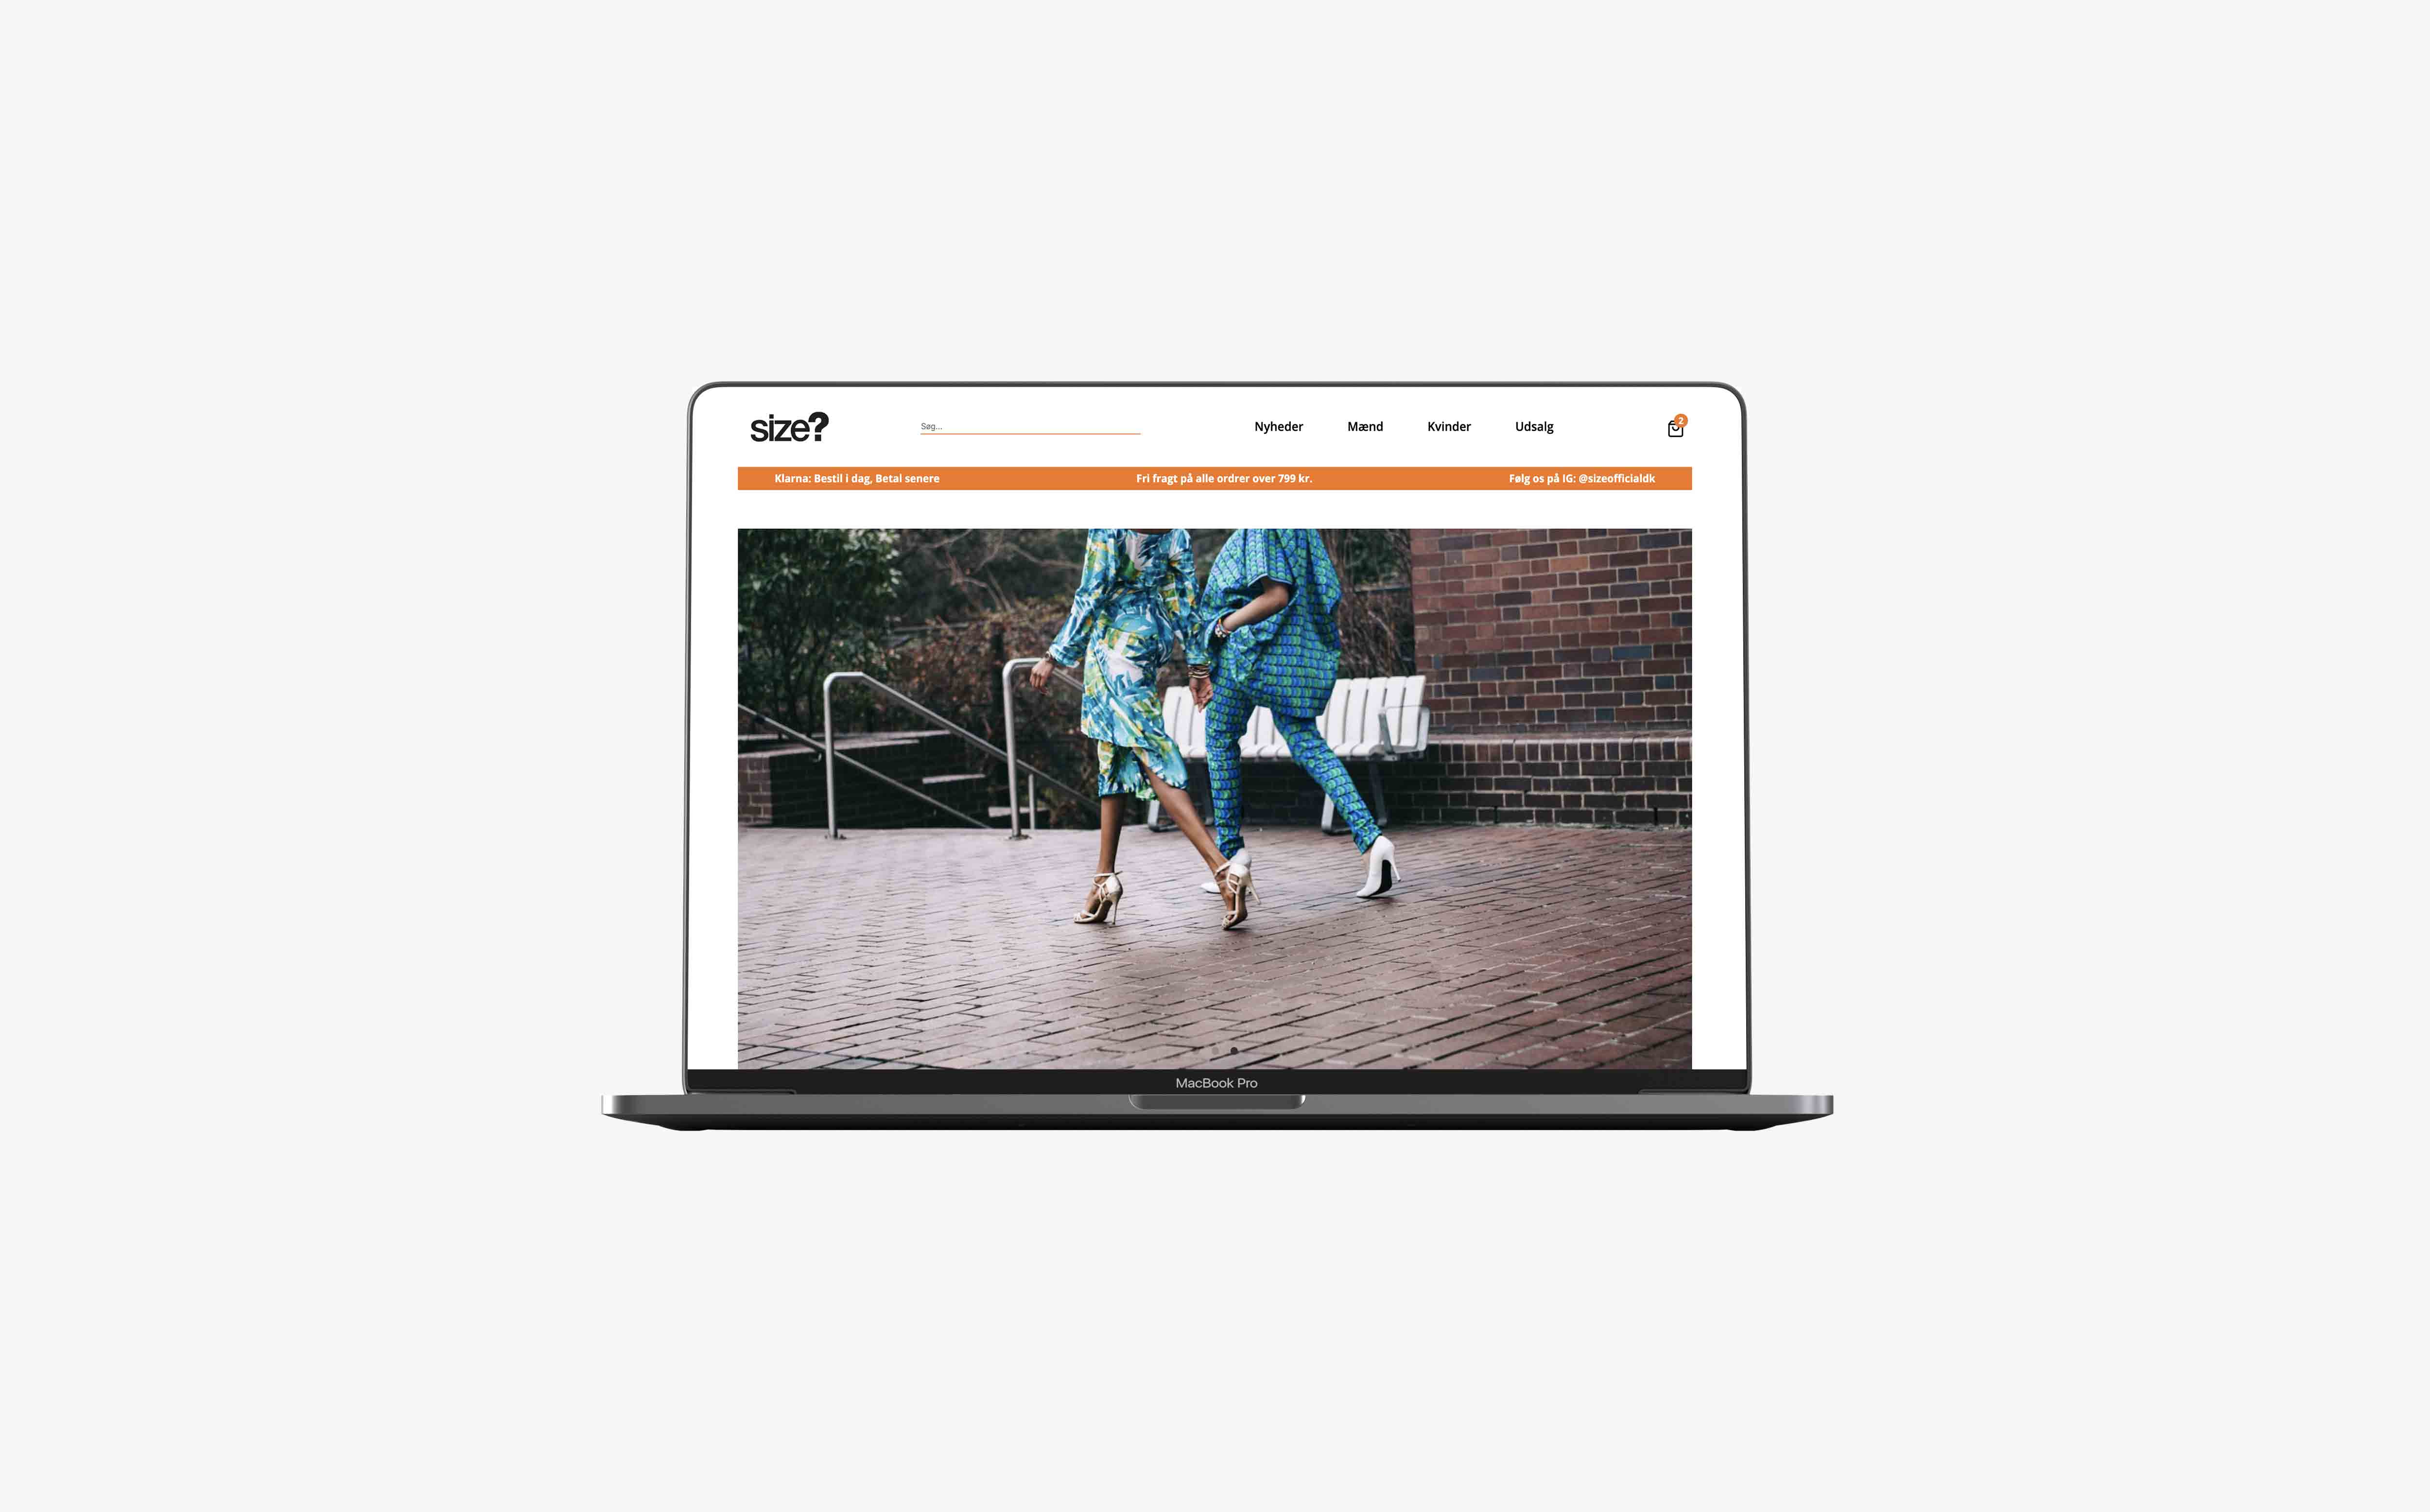 size?
Søg...
Nyheder
Mænd
Kvinder
Udsalg
2
Klarna: Bestil i dag, Betal senere
Fri fragt på alle ordrer over 799 kr.
Følg os på IG: @sizeofficialdk
MacBook Pro